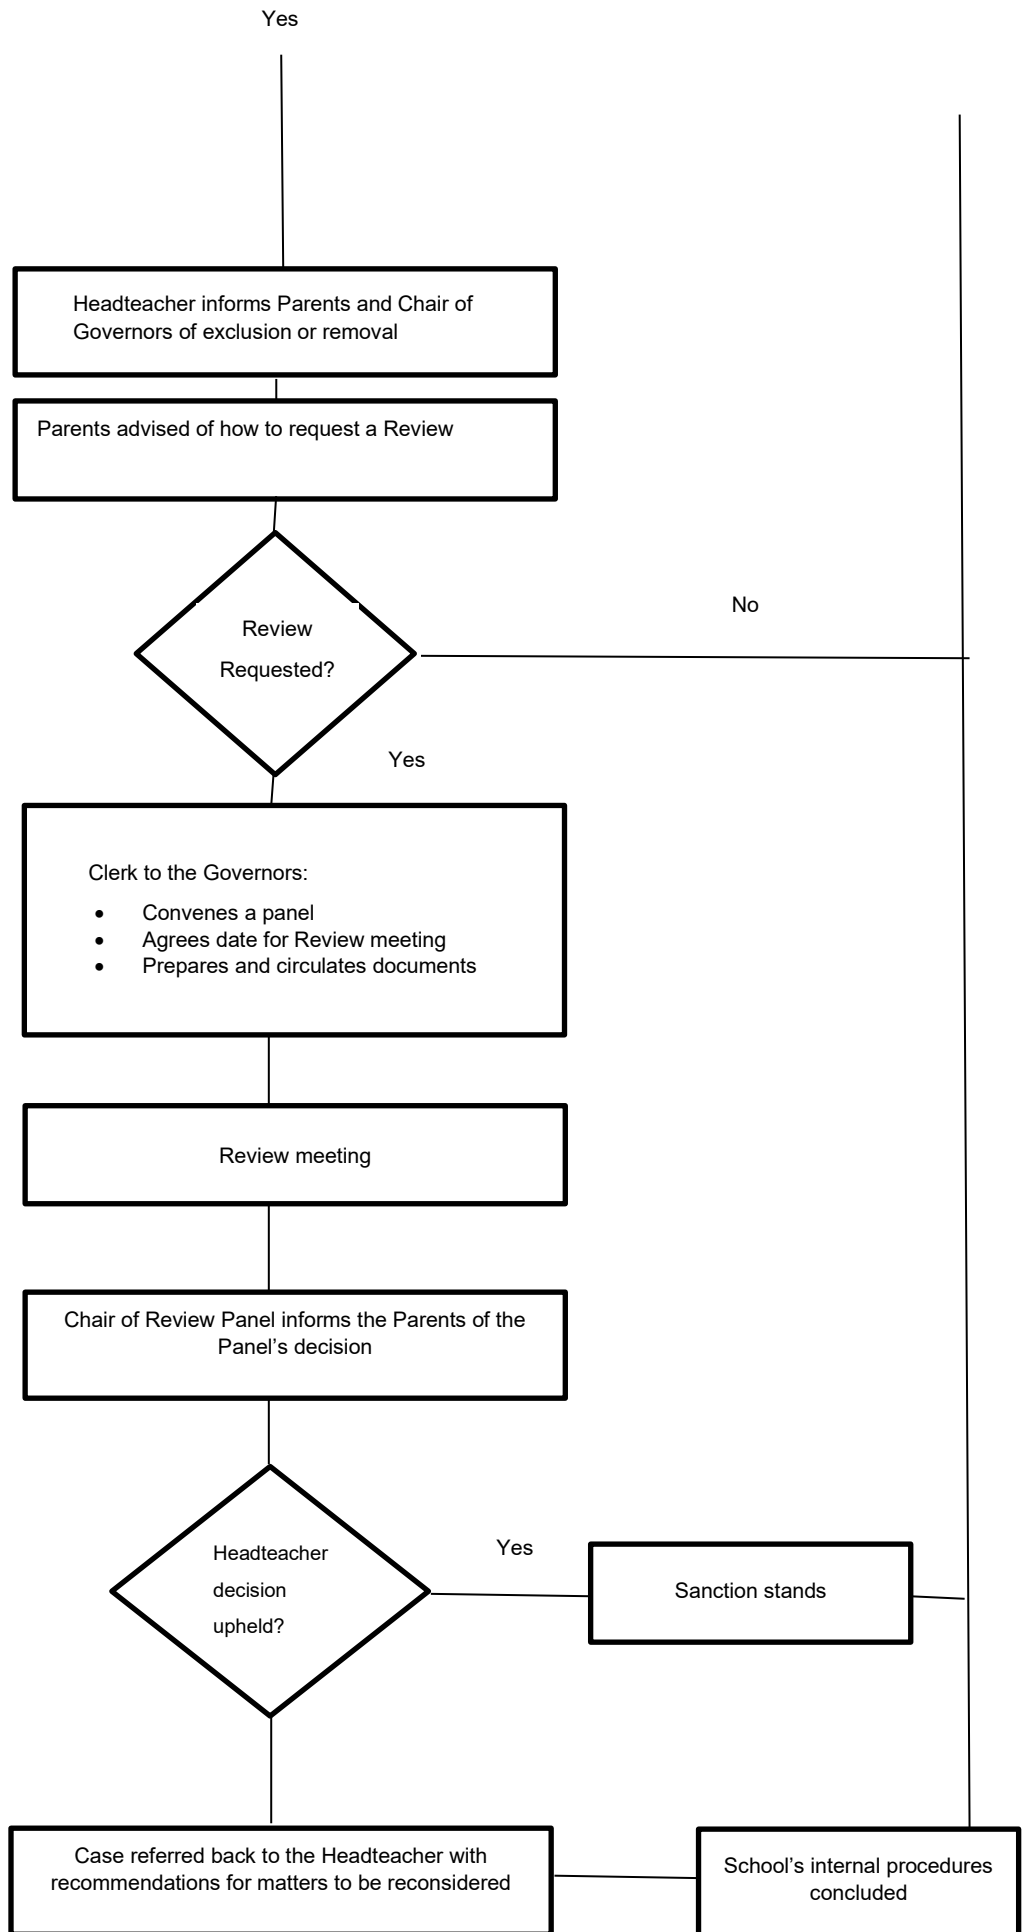 Yes
Headteacher informs Parents and Chair of
Governors of exclusion or removal
Parents advised of how to request a Review
Review
Requested?
No
Yes
Clerk to the Governors:
• Convenes a panel
• Agrees date for Review meeting
• Prepares and circulates documents
Review meeting
Chair of Review Panel informs the Parents of the
Panel’s decision
Headteacher
decision
upheld?
Yes
Sanction stands
Case referred back to the Headteacher with
recommendations for matters to be reconsidered
School’s internal procedures
concluded